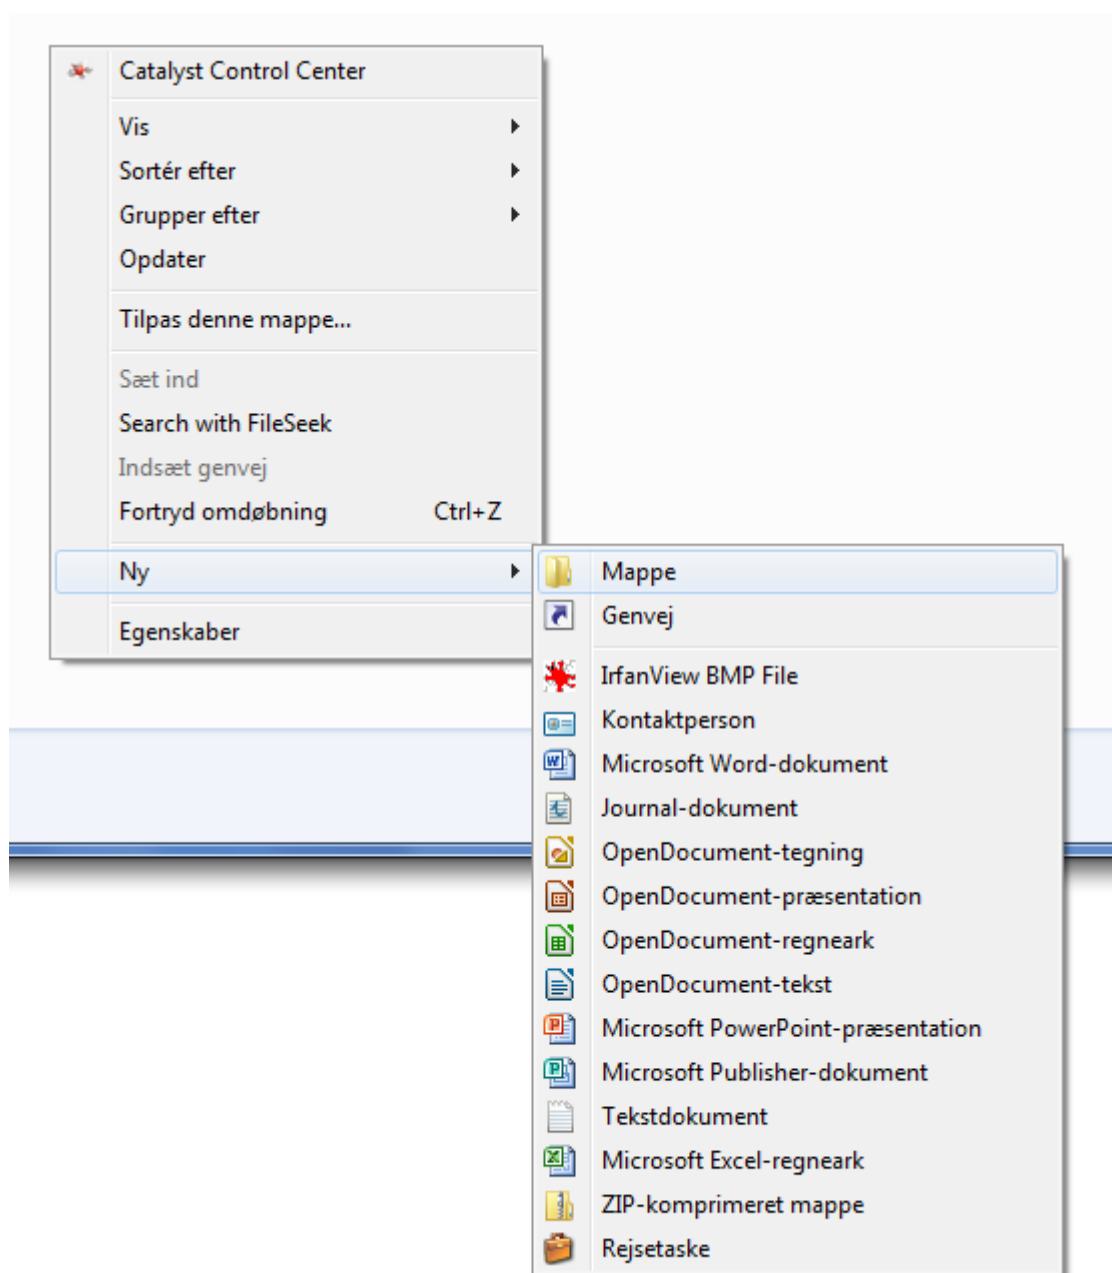 Catalyst Control Center
Vis
Sortér efter
Grupper efter
Opdater
Tilpas denne mappe...
Sæt ind
Search with FileSeek
Indsæt genvej
Fortryd omdøbning Ctrl+Z
Ny
Egenskaber
Mappe
Genvej
IrfanView BMP File
Kontaktperson
Microsoft Word-dokument
Journal-dokument
OpenDocument-tegning
OpenDocument-præsentation
OpenDocument-regneark
OpenDocument-tekst
Microsoft PowerPoint-præsentation
Microsoft Publisher-dokument
Tekstdokument
Microsoft Excel-regneark
ZIP-komprimeret mappe
Rejsetaske